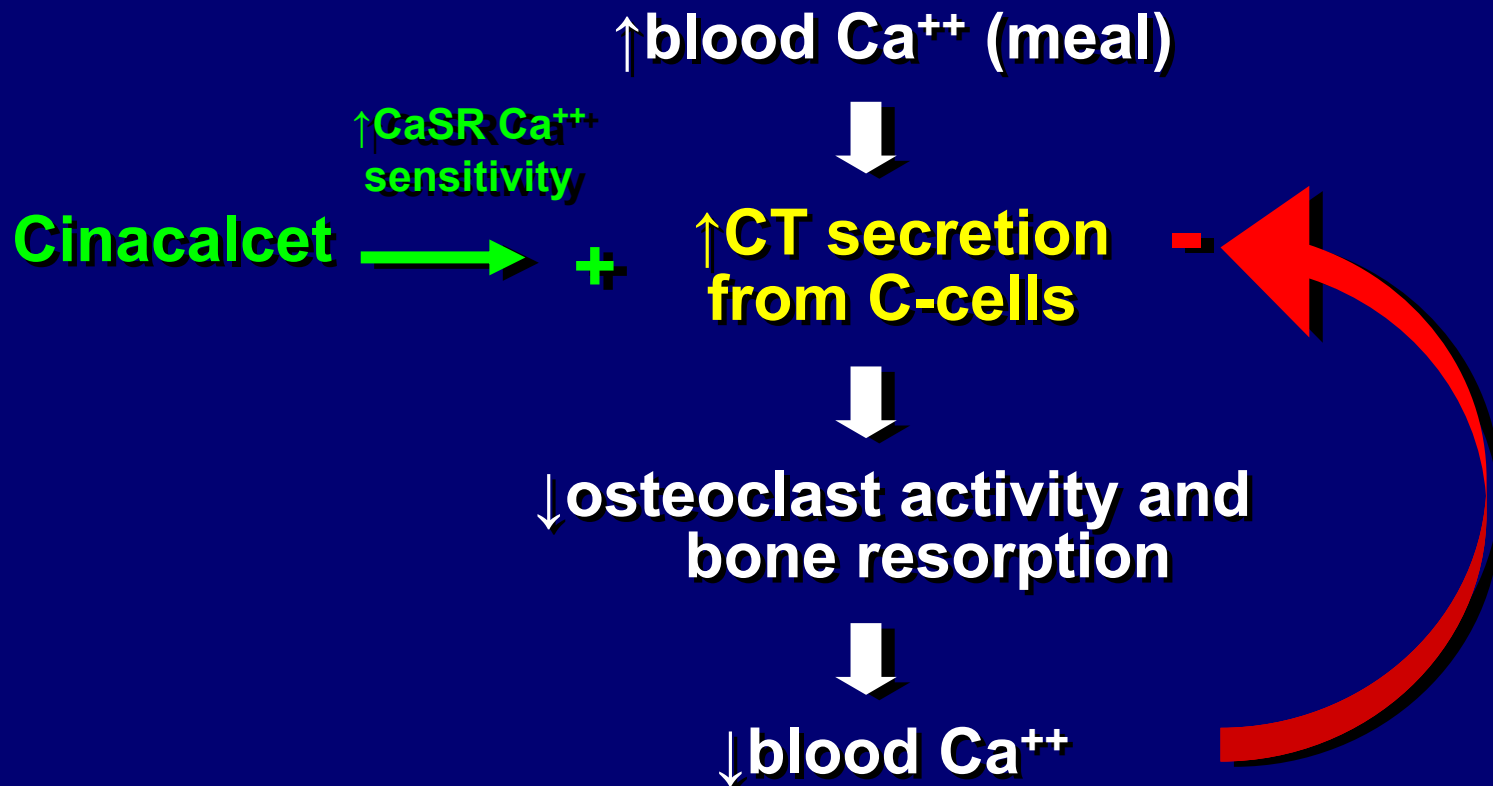 ↑blood Ca⁺⁺ (meal)
↑CaSR Ca⁺⁺
sensitivity
Cinacalcet
+
↑CT secretion
from C-cells
-
↓osteoclast activity and
bone resorption
↓blood Ca⁺⁺